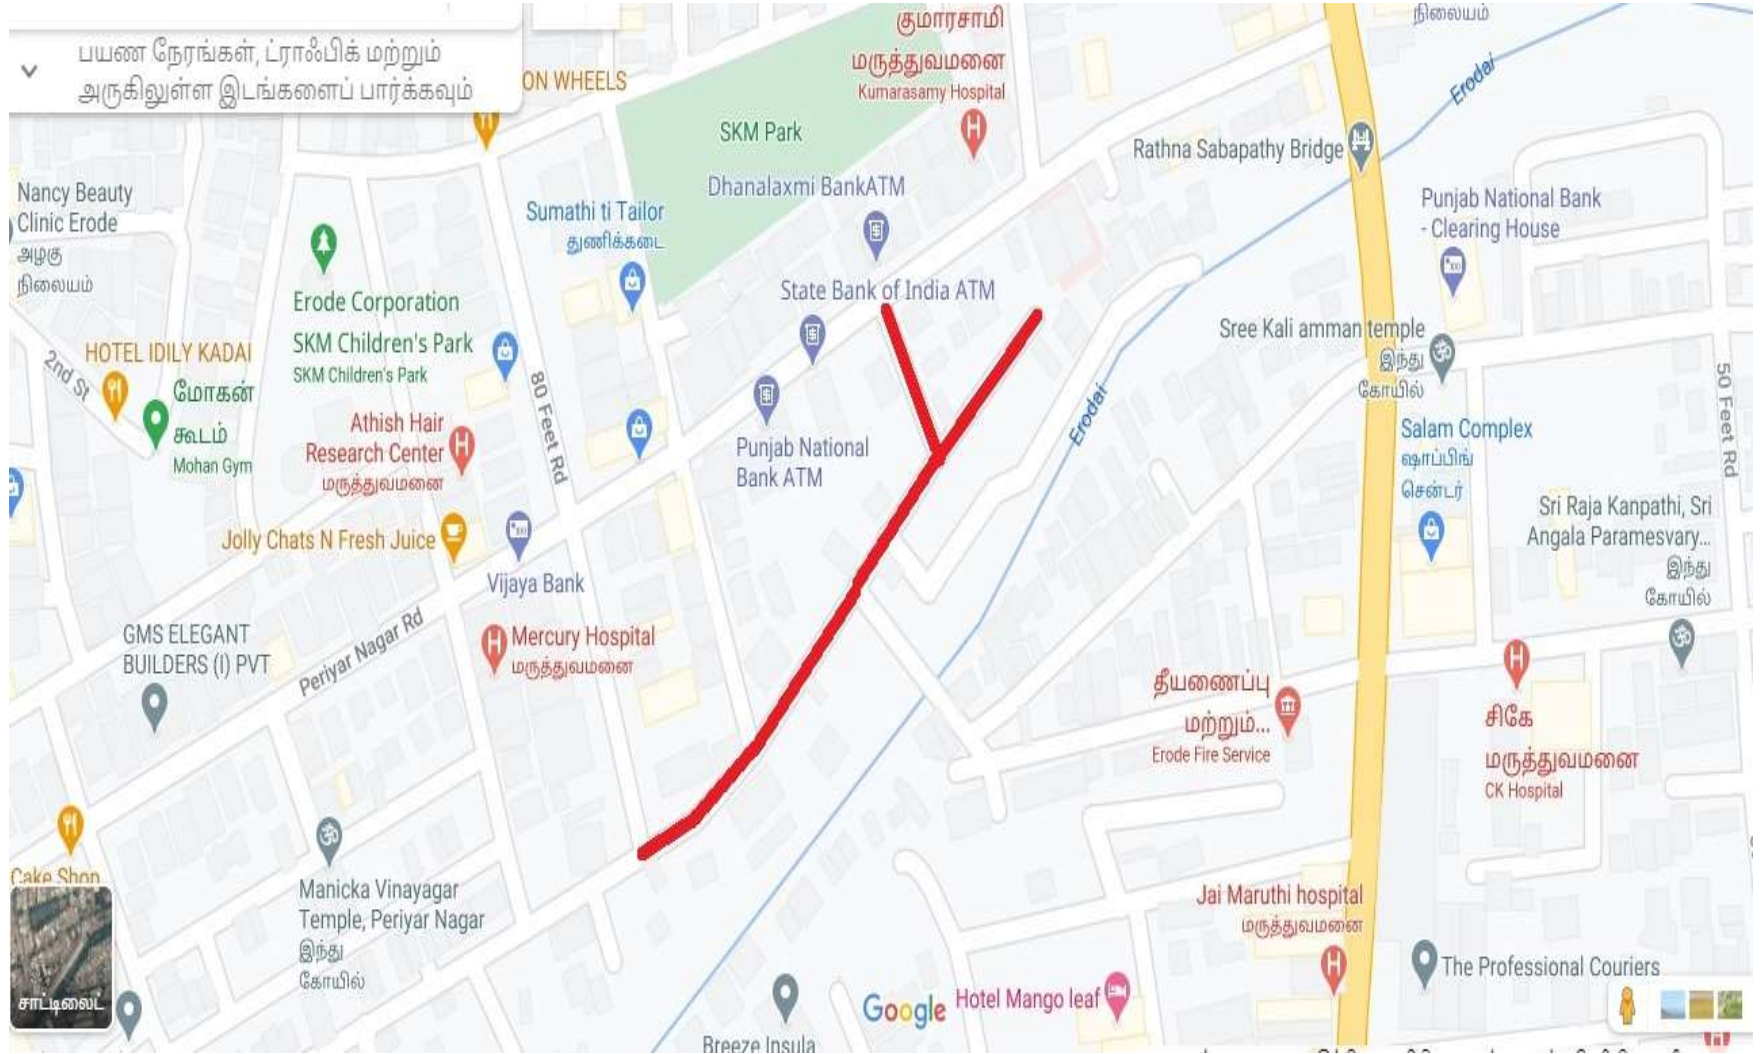 பயண நேரங்கள், ட்ராஃபிக் மற்றும்
அருகிலுள்ள இடங்களைப் பார்க்கவும்
ON WHEELS
குமாரசாமி
மருத்துவமனை
Kumarasamy Hospital
நிலையம்
Erodai
SKM Park
Rathna Sabapathy Bridge
Dhanalaxmi BankATM
Nancy Beauty
Clinic Erode
அழகு
நிலையம்
Sumathi ti Tailor
துணிக்கடை
Punjab National Bank
- Clearing House
Erode Corporation
SKM Children's Park
SKM Children's Park
State Bank of India ATM
Sree Kali amman temple
இந்து
கோயில்
2nd St
HOTEL IDILY KADAI
மோகன்
கூடம்
Mohan Gym
80 Feet Rd
50 Feet Rd
Athish Hair
Research Center
மருத்துவமனை
Punjab National
Bank ATM
Erodai
Salam Complex
ஷாப்பிங்
சென்டர்
Jolly Chats N Fresh Juice
Vijaya Bank
Sri Raja Kanpathi, Sri
Angala Paramesvary...
இந்து
கோயில்
GMS ELEGANT
BUILDERS (I) PVT
Periyar Nagar Rd
Mercury Hospital
மருத்துவமனை
தீயணைப்பு
மற்றும்...
Erode Fire Service
சிகே
மருத்துவமனை
CK Hospital
Cake Shop
Manicka Vinayagar
Temple, Periyar Nagar
இந்து
கோயில்
Jai Maruthi hospital
மருத்துவமனை
சாட்டிலைட்
The Professional Couriers
Google
Hotel Mango leaf
Breeze Insula